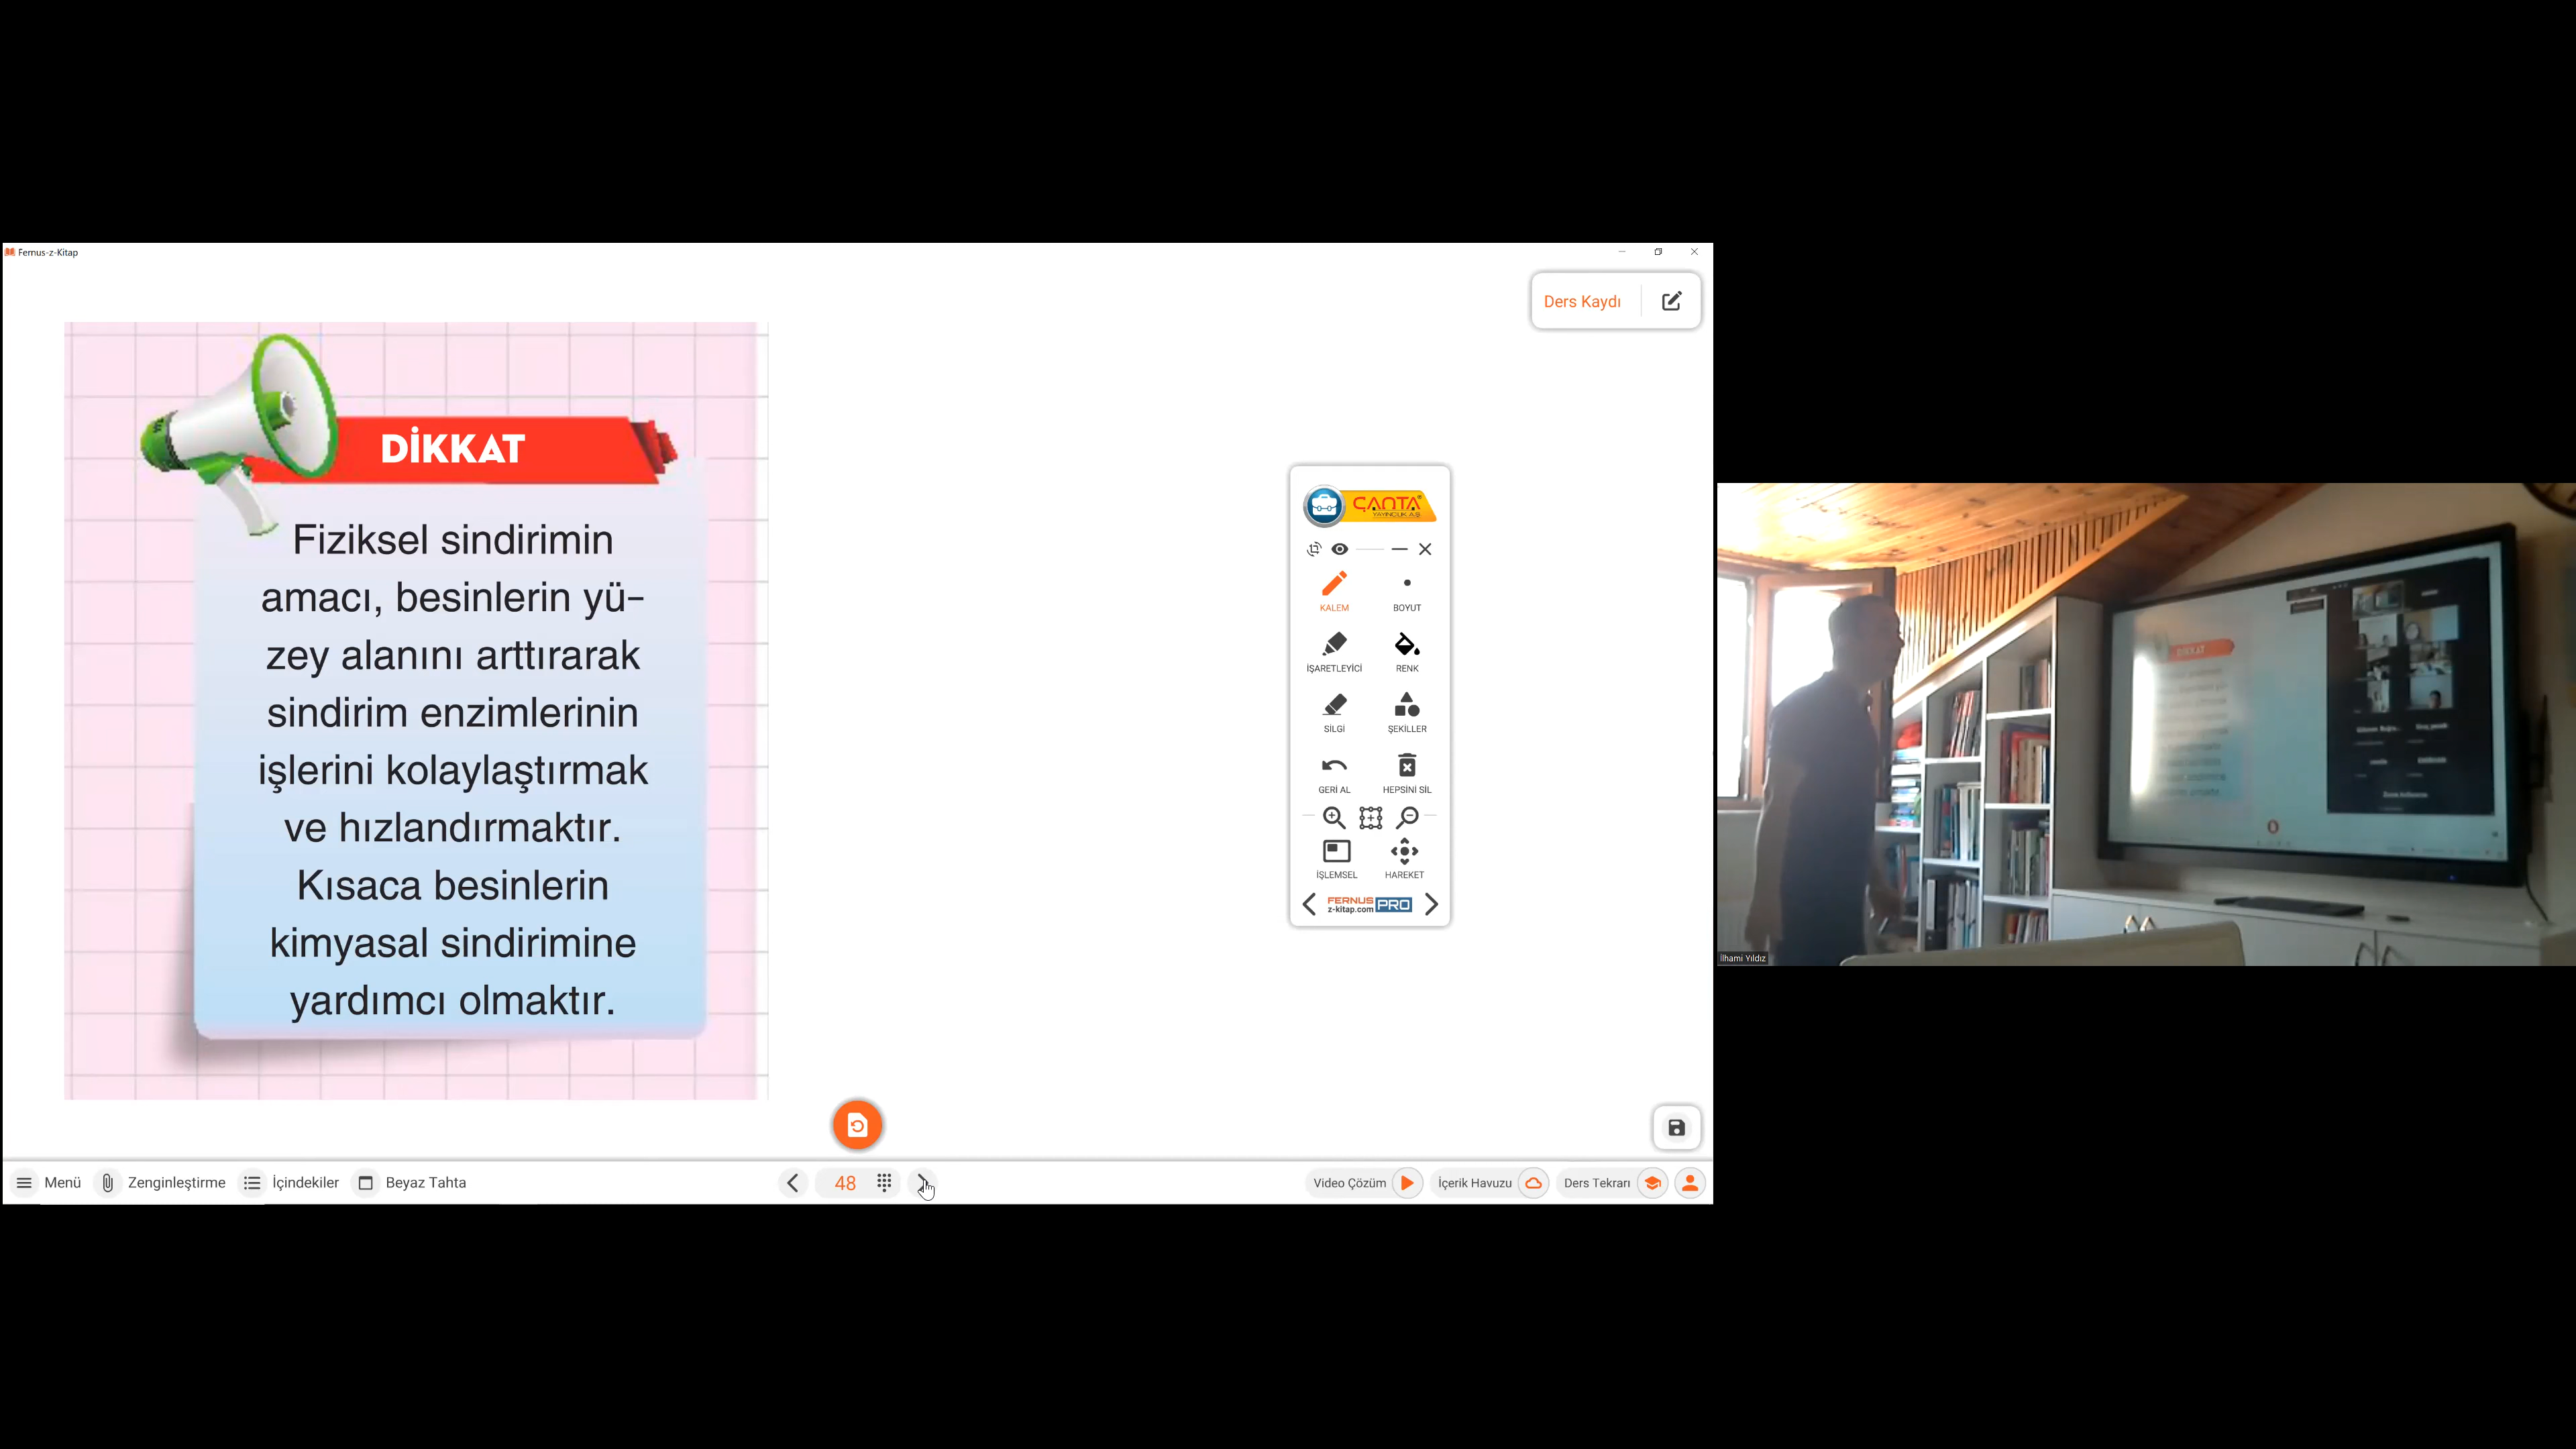 Fernus-z-Kitap
Ders Kaydı
DİKKAT
Fiziksel sindirimin
amacı, besinlerin yü-
zey alanını arttırarak
sindirim enzimlerinin
işlerini kolaylaştırmak
ve hızlandırmaktır.
Kısaca besinlerin
kimyasal sindirimine
yardımcı olmaktır.
ÇANTA
YAYINCILIK A.Ş.
KALEM
BOYUT
İŞARETLEYİCİ
RENK
SİLGİ
ŞEKİLLER
GERİ AL
HEPSİNİ SİL
İŞLEMSEL
HAREKET
FERNUS
z-kitap.com
PRO
DİKKAT
İlhami Yıldız
Menü
Zenginleştirme
İçindekiler
Beyaz Tahta
48
Video Çözüm
İçerik Havuzu
Ders Tekrarı